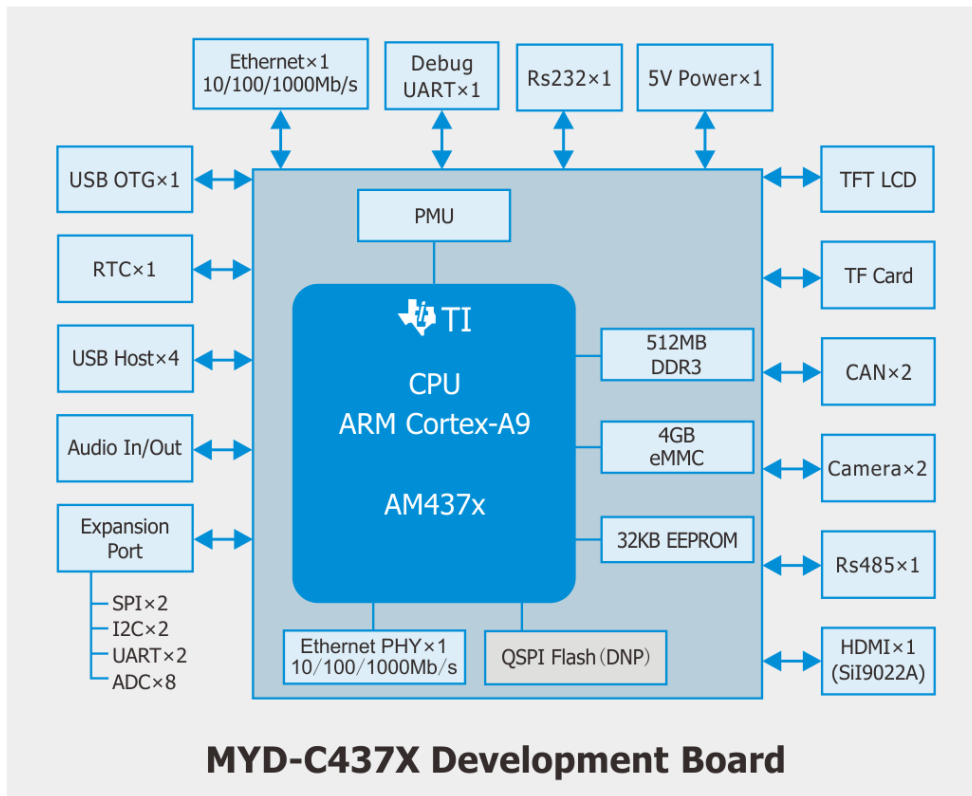 Ethernet×1
10/100/1000Mb/s
Debug
UART×1
Rs232×1
5V Power×1
USB OTG×1
RTC×1
USB Host×4
Audio In/Out
Expansion
Port
SPI×2
I2C×2
UART×2
ADC×8
PMU
TI
CPU
ARM Cortex-A9
AM437x
512MB
DDR3
4GB
eMMC
32KB EEPROM
Ethernet PHY×1
10/100/1000Mb/s
QSPI Flash(DNP)
TFT LCD
TF Card
CAN×2
Camera×2
Rs485×1
HDMI×1
(SiI9022A)
MYD-C437X Development Board